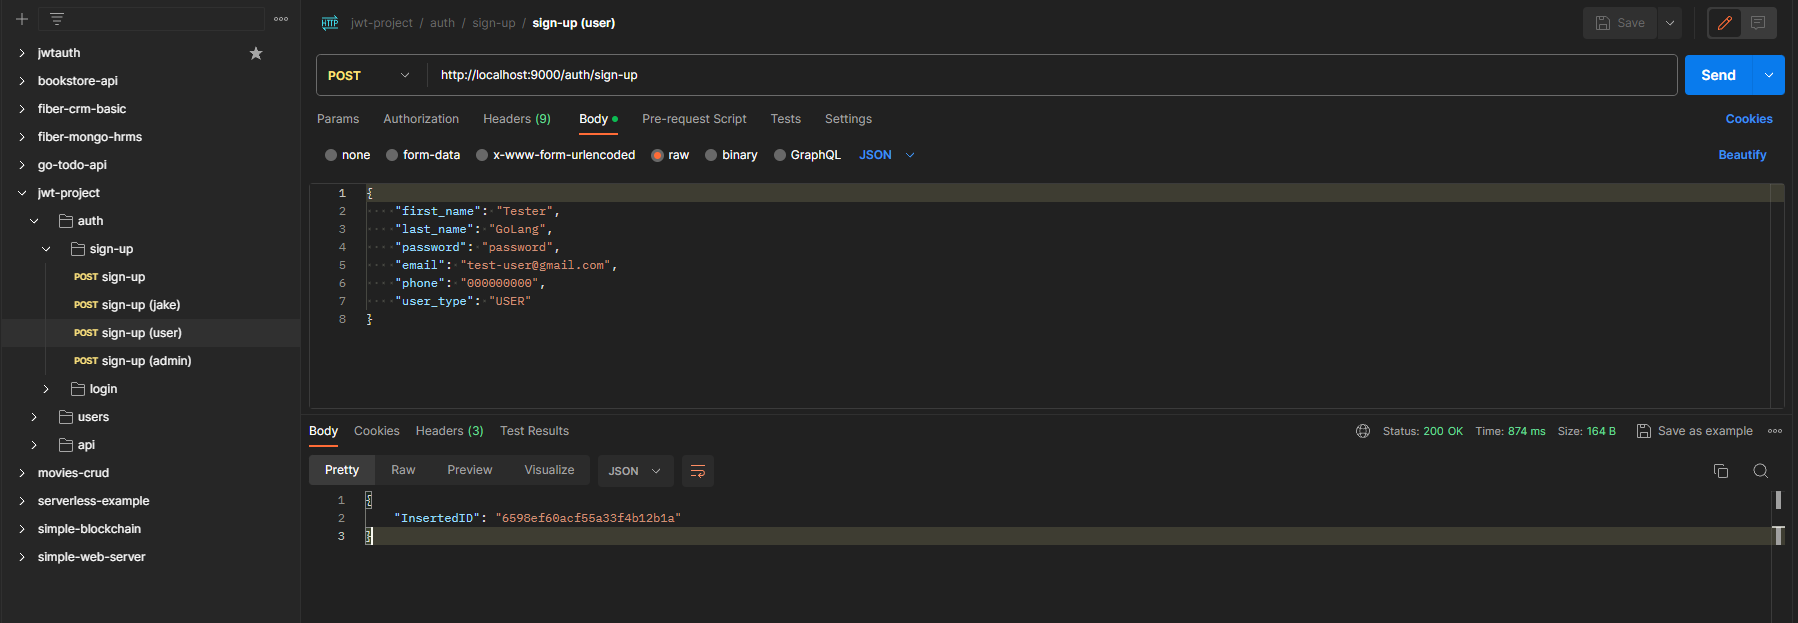 jwtauth
bookstore-api
fiber-crm-basic
fiber-mongo-hrms
go-todo-api
jwt-project
auth
sign-up
POST sign-up
POST sign-up (jake)
POST sign-up (user)
POST sign-up (admin)
login
users
api
movies-crud
serverless-example
simple-blockchain
simple-web-server
HTTP jwt-project / auth / sign-up / sign-up (user)
Save
POST http://localhost:9000/auth/sign-up
Send
Params Authorization Headers (9) Body Pre-request Script Tests Settings Cookies
none form-data x-www-form-urlencoded raw binary GraphQL JSON Beautify
1 {
2 "first_name": "Tester",
3 "last_name": "GoLang",
4 "password": "password",
5 "email": "test-user@gmail.com",
6 "phone": "000000000",
7 "user_type": "USER"
8 }
Body Cookies Headers (3) Test Results Status: 200 OK Time: 874 ms Size: 164 B Save as example
Pretty Raw Preview Visualize JSON
1 {
2 "InsertedID": "6598ef60acf55a33f4b12b1a"
3 }